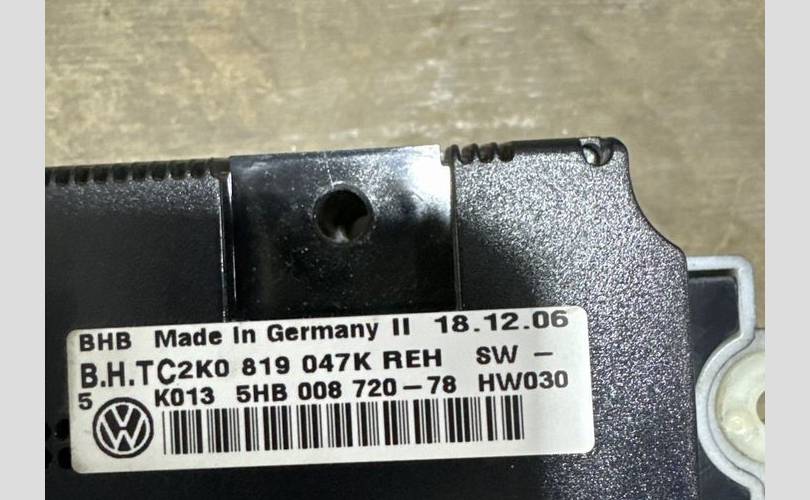 BHB Made In Germany II 18.12.06
B.H.TC2K0 819 047K REH SW –
5 K013 5HB 008 720–78 HW030